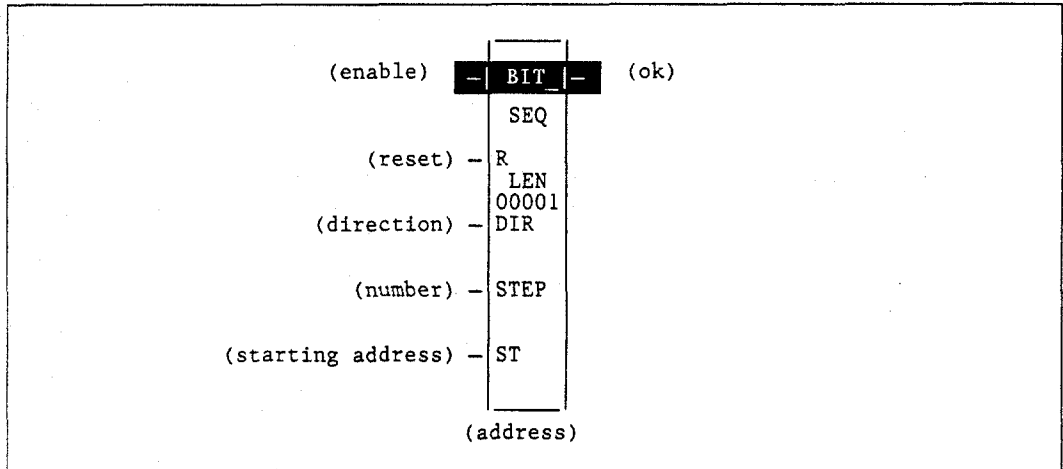 (enable) –| BIT_ |– (ok)
SEQ
(reset) – R
LEN
00001
(direction) – DIR
(number) – STEP
(starting address) – ST
(address)